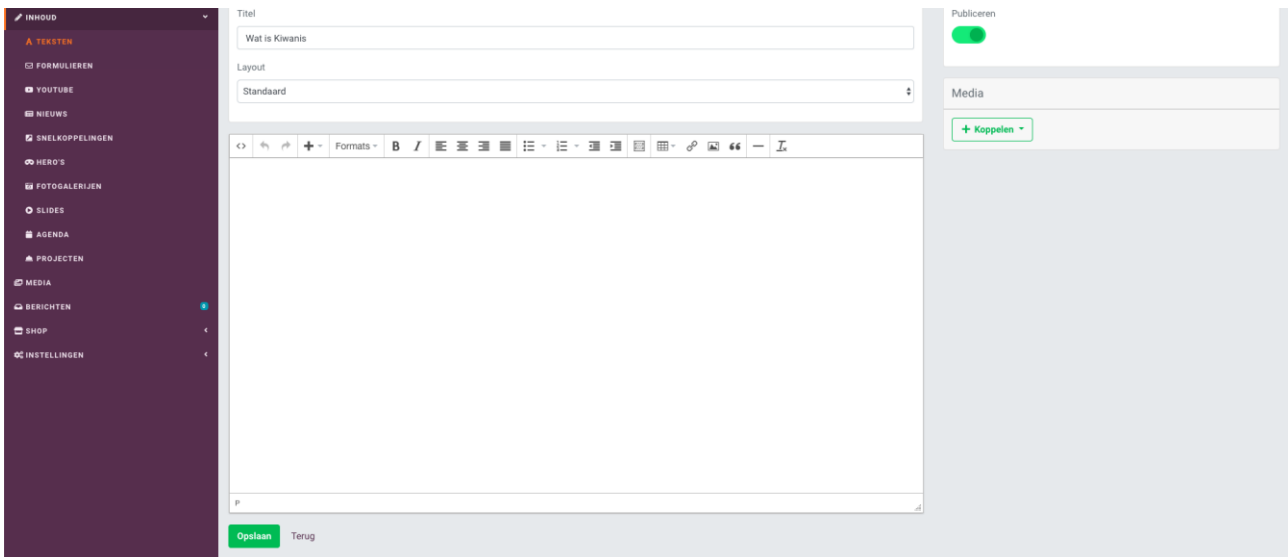 INHOUD
TEKSTEN
FORMULIEREN
YOUTUBE
NIEUWS
SNELKOPPELINGEN
HERO'S
FOTOGALERIJEN
SLIDES
AGENDA
PROJECTEN
MEDIA
BERICHTEN 0
SHOP
INSTELLINGEN
Titel
Wat is Kiwanis
Layout
Standaard
Formats B I
P
Opslaan Terug
Publiceren
Media
+ Koppelen